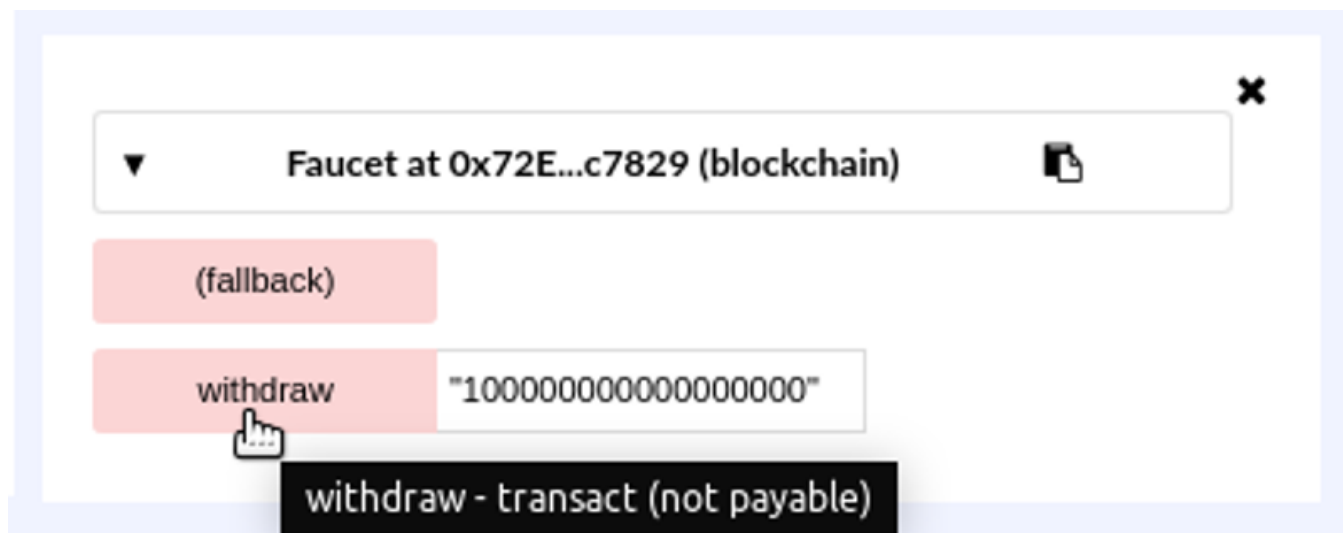 Faucet at 0x72E...c7829 (blockchain)
(fallback)
withdraw "100000000000000000"
withdraw - transact (not payable)